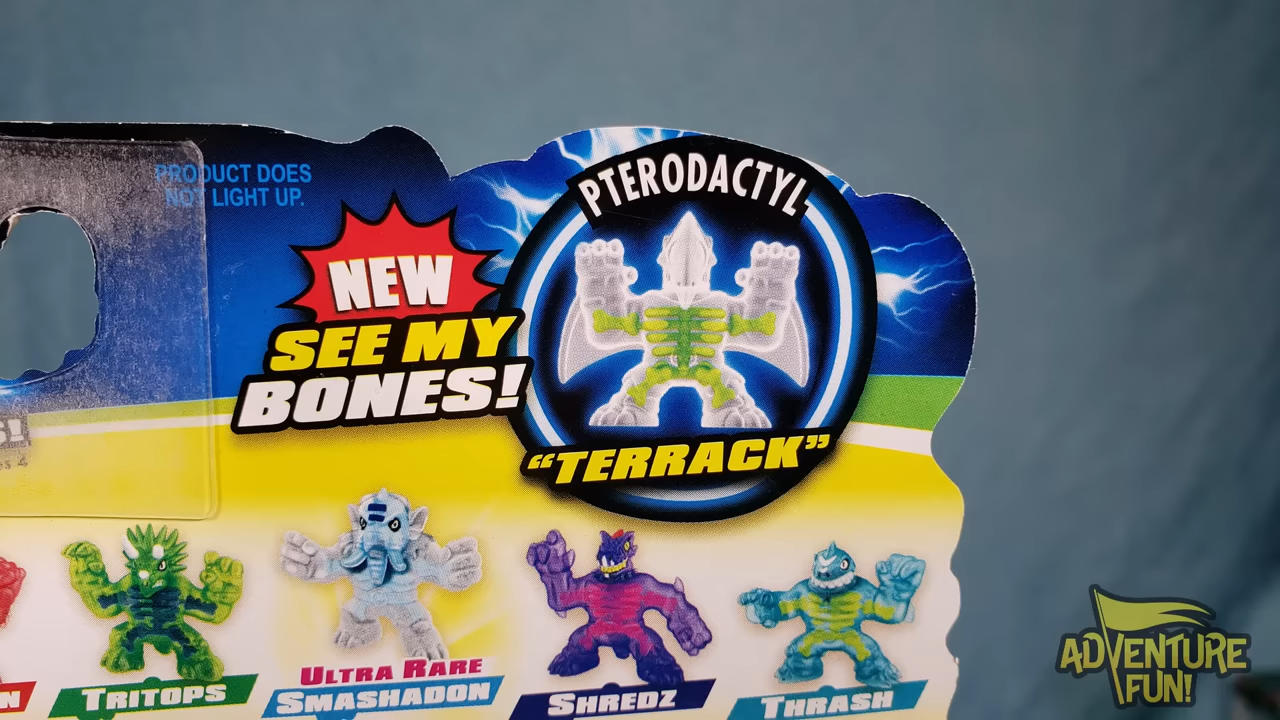 PRODUCT DOES
NOT LIGHT UP.
NEW
SEE MY
BONES!
PTERODACTYL
“TERRACK”
S!
4
N
TRITOPS
ULTRA RARE
SMASHADON
SHREDZ
THRASH
ADVENTURE
FUN!